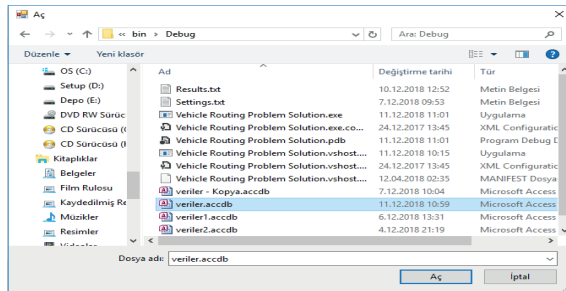 Aç
« bin » Debug
Ara: Debug
Düzenle
Yeni klasör
OS (C:)
Setup (D:)
Depo (E:)
DVD RW Sürüc
CD Sürücüsü (
CD Sürücüsü (
Kitaplıklar
Belgeler
Film Rulosu
Kaydedilmiş Re
Müzikler
Resimler
Ad Değiştirme tarihi Tür
Results.txt 10.12.2018 12:52 Metin Belgesi
Settings.txt 7.12.2018 09:53 Metin Belgesi
Vehicle Routing Problem Solution.exe 11.12.2018 11:01 Uygulama
Vehicle Routing Problem Solution.exe.co... 24.12.2017 13:45 XML Configuratic
Vehicle Routing Problem Solution.pdb 11.12.2018 11:01 Program Debug D
Vehicle Routing Problem Solution.vshost.... 11.12.2018 10:15 Uygulama
Vehicle Routing Problem Solution.vshost.... 24.12.2017 13:45 XML Configuratic
Vehicle Routing Problem Solution.vshost.... 12.04.2018 02:35 MANIFEST Dosya
veriler - Kopya.accdb 7.12.2018 10:04 Microsoft Access
veriler.accdb 11.12.2018 10:59 Microsoft Access
veriler1.accdb 6.12.2018 13:31 Microsoft Access
veriler2.accdb 4.12.2018 21:19 Microsoft Access
Dosya adı: veriler.accdb
Aç
İptal